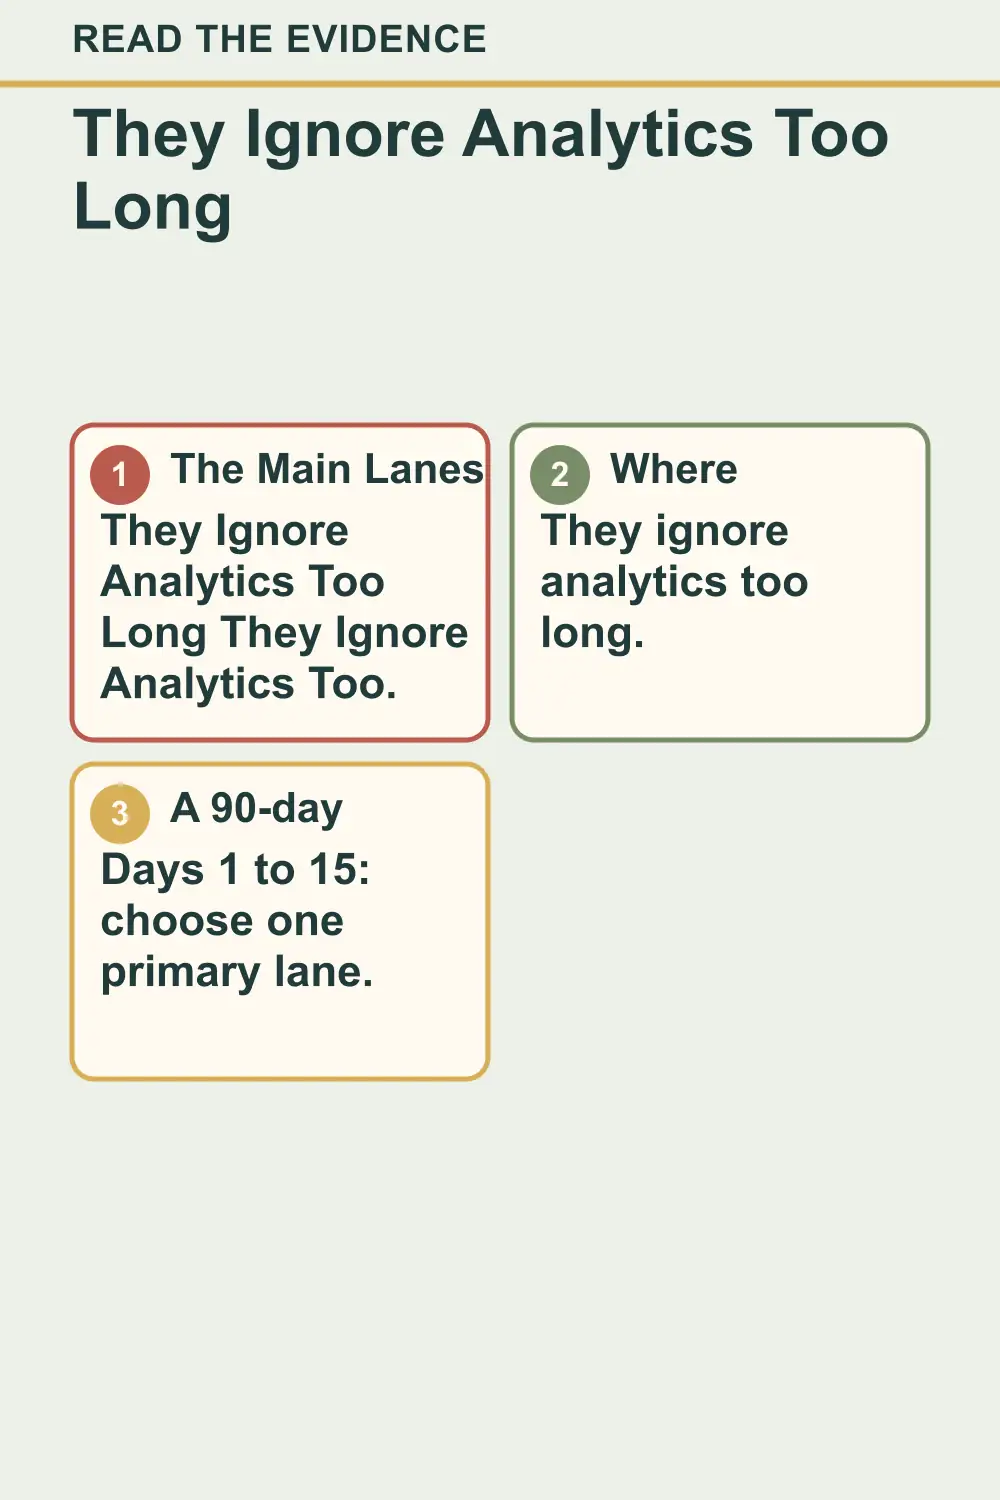 READ THE EVIDENCE
They Ignore Analytics Too
Long
1 The Main Lanes
They Ignore
Analytics Too
Long They Ignore
Analytics Too.
2 Where
They ignore
analytics too
long.
3 A 90-day
Days 1 to 15:
choose one
primary lane.